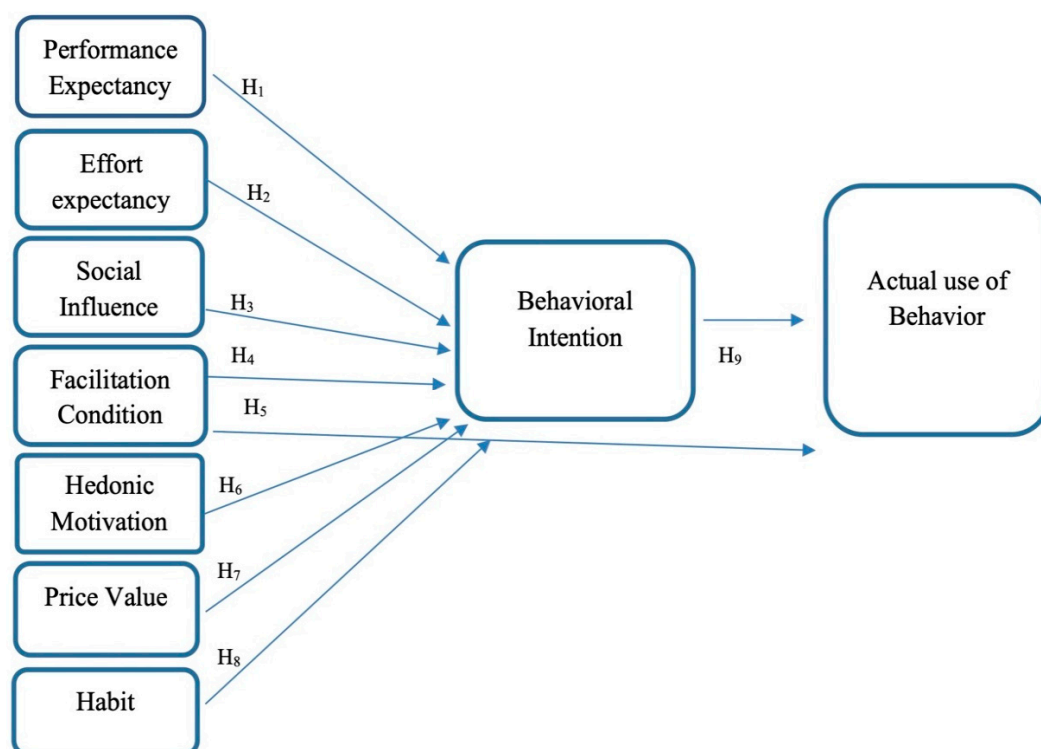 Performance
Expectancy
H₁
Effort
expectancy
H₂
Social
Influence
H₃
Facilitation
Condition
H₄
H₅
Hedonic
Motivation
H₆
Price Value
H₇
Habit
H₈
Behavioral
Intention
H₉
Actual use of
Behavior